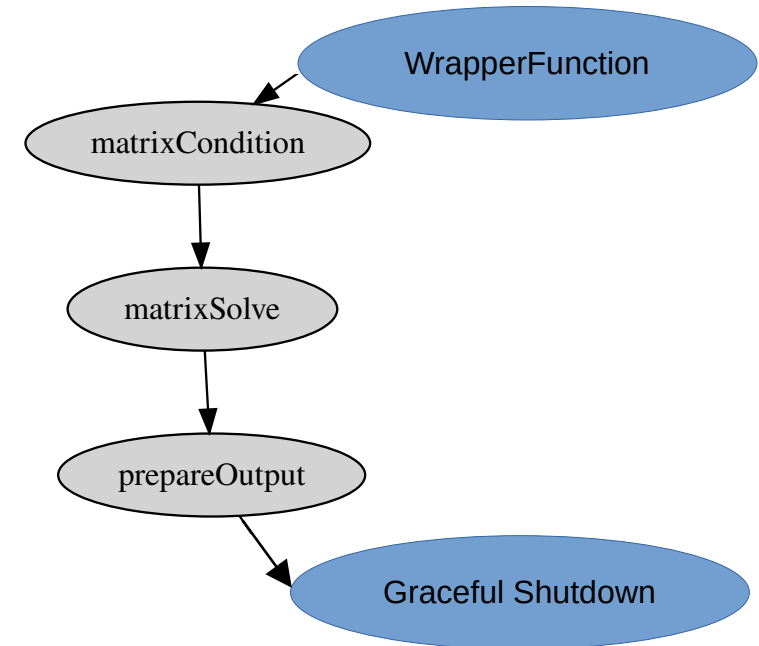 WrapperFunction
matrixCondition
matrixSolve
prepareOutput
Graceful Shutdown